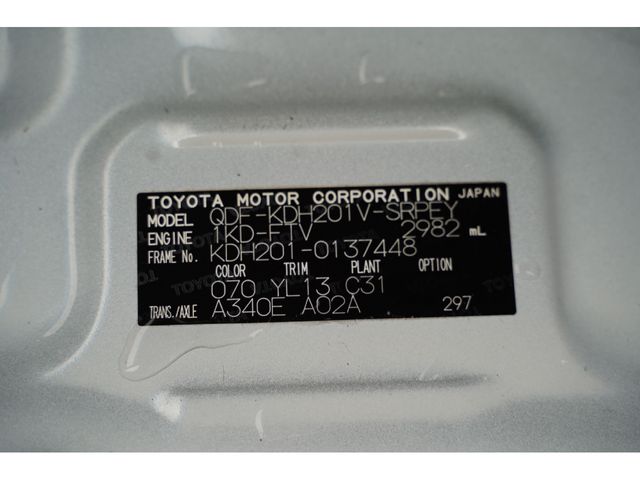 TOYOTA MOTOR CORPORATION JAPAN
MODEL QDF-KDH201V-SRPEY
ENGINE 1KD-FTV 2982 mL
FRAME No. KDH201-0137448
COLOR TRIM PLANT OPTION
070 YL13 C31
TRANS./AXLE A340E A02A 297